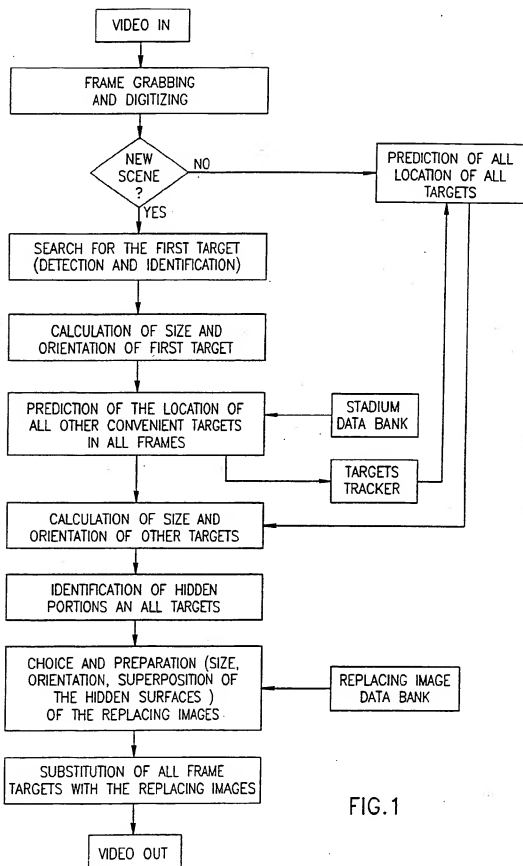 VIDEO IN
FRAME GRABBING
AND DIGITIZING
NEW
SCENE
?
NO
YES
PREDICTION OF ALL
LOCATION OF ALL
TARGETS
SEARCH FOR THE FIRST TARGET
(DETECTION AND IDENTIFICATION)
CALCULATION OF SIZE AND
ORIENTATION OF FIRST TARGET
PREDICTION OF THE LOCATION OF
ALL OTHER CONVENIENT TARGETS
IN ALL FRAMES
STADIUM
DATA BANK
TARGETS
TRACKER
CALCULATION OF SIZE AND
ORIENTATION OF OTHER TARGETS
IDENTIFICATION OF HIDDEN
PORTIONS AN ALL TARGETS
CHOICE AND PREPARATION (SIZE,
ORIENTATION, SUPERPOSITION OF
THE HIDDEN SURFACES )
OF THE REPLACING IMAGES
REPLACING IMAGE
DATA BANK
SUBSTITUTION OF ALL FRAME
TARGETS WITH THE REPLACING IMAGES
VIDEO OUT
FIG.1